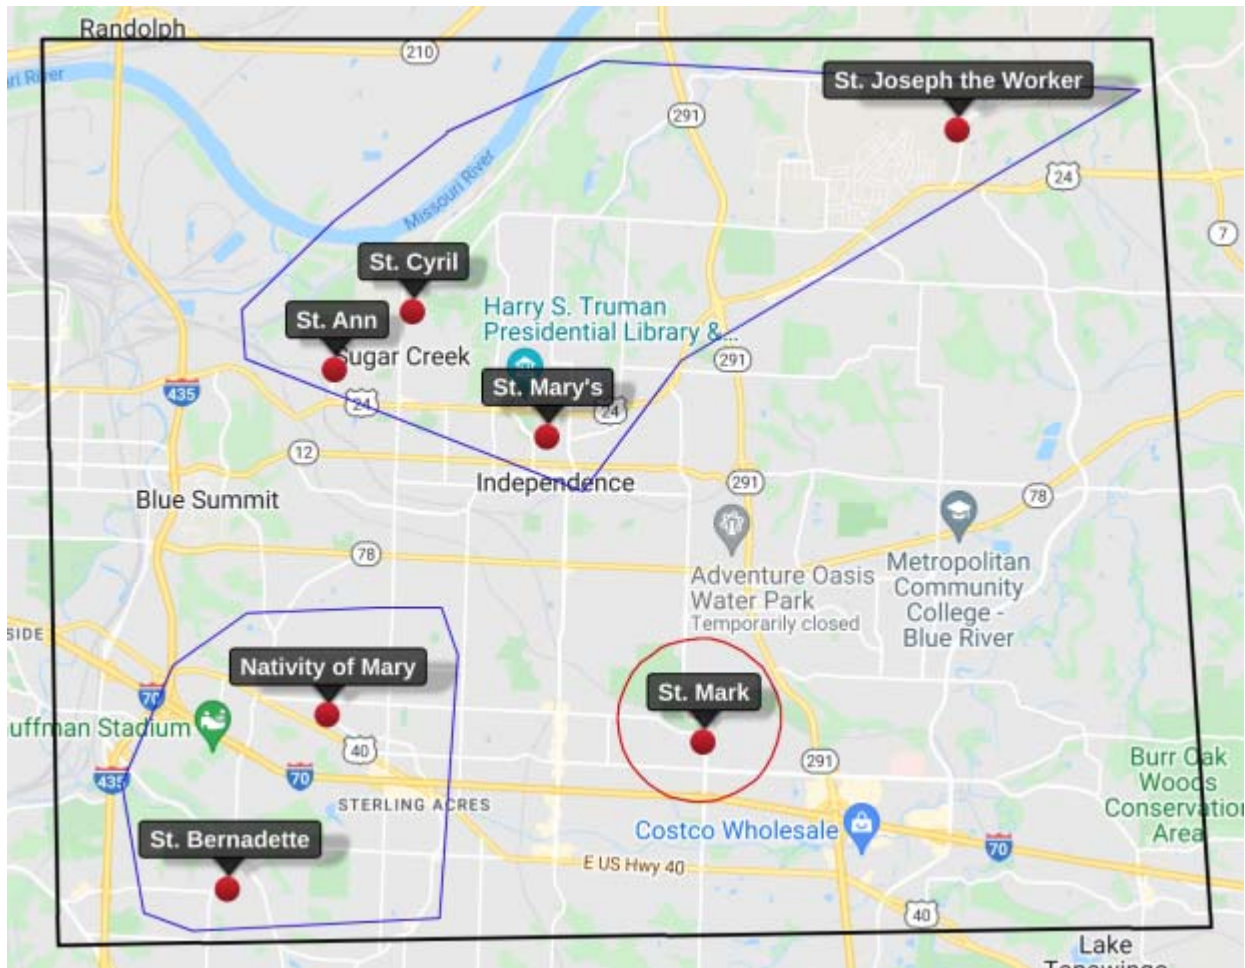 Randolph
210
ri River
St. Joseph the Worker
291
24
Missouri River
7
St. Cyril
St. Ann
Harry S. Truman
Presidential Library &...
Sugar Creek
291
435
24
St. Mary's
24
12
Independence
291
Blue Summit
78
78
Adventure Oasis
Water Park
Temporarily closed
Metropolitan
Community
College -
Blue River
SIDE
Nativity of Mary
70
St. Mark
uffman Stadium
40
435
70
291
STERLING ACRES
Burr Oak
Woods
Conservation
Area
Costco Wholesale
St. Bernadette
70
E US Hwy 40
40
Lake